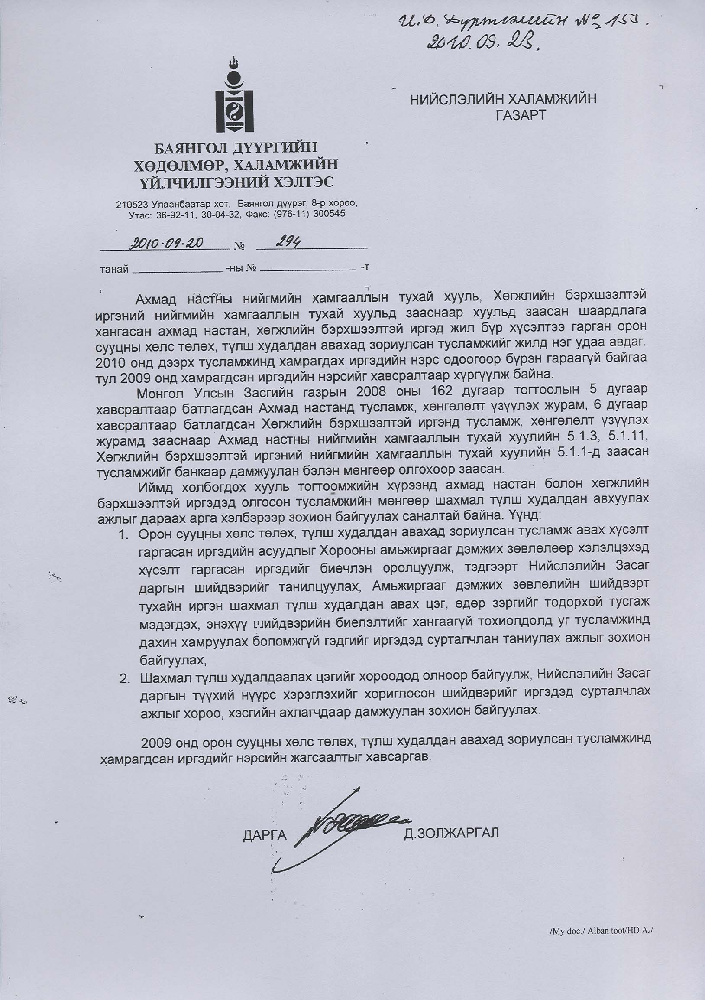 И.Б. Бүртгэлийн № 155.
2010.09.23.
НИЙСЛЭЛИЙН ХАЛАМЖИЙН
ГАЗАРТ
БАЯНГОЛ ДҮҮРГИЙН
ХӨДӨЛМӨР, ХАЛАМЖИЙН
ҮЙЛЧИЛГЭЭНИЙ ХЭЛТЭС
210523 Улаанбаатар хот, Баянгол дүүрэг, 8-р хороо,
Утас: 36-92-11, 30-04-32, Факс: (976-11) 300545
2010.09.20 № 294
танай -ны № -т
Ахмад настны нийгмийн хамгааллын тухай хууль, Хөгжлийн бэрхшээлтэй
иргэний нийгмийн хамгааллын тухай хуульд зааснаар хуульд заасан шаардлага
хангасан ахмад настан, хөгжлийн бэрхшээлтэй иргэд жил бүр хүсэлтээ гарган орон
сууцны хөлс төлөх, түлш худалдан авахад зориулсан тусламжийг жилд нэг удаа авдаг.
2010 онд дээрх тусламжинд хамрагдах иргэдийн нэрс одоогоор бүрэн гараагүй байгаа
тул 2009 онд хамрагдсан иргэдийн нэрсийг хавсралтаар хүргүүлж байна.
Монгол Улсын Засгийн газрын 2008 оны 162 дугаар тогтоолын 5 дугаар
хавсралтаар батлагдсан Ахмад настанд тусламж, хөнгөлөлт үзүүлэх журам, 6 дугаар
хавсралтаар батлагдсан Хөгжлийн бэрхшээлтэй иргэнд тусламж, хөнгөлөлт үзүүлэх
журамд зааснаар Ахмад настны нийгмийн хамгааллын тухай хуулийн 5.1.3, 5.1.11,
Хөгжлийн бэрхшээлтэй иргэний нийгмийн хамгааллын тухай хуулийн 5.1.1-д заасан
тусламжийг банкаар дамжуулан бэлэн мөнгөөр олгохоор заасан.
Иймд холбогдох хууль тогтоомжийн хүрээнд ахмад настан болон хөгжлийн
бэрхшээлтэй иргэдэд олгосон тусламжийн мөнгөөр шахмал түлш худалдан авхуулах
ажлыг дараах арга хэлбэрээр зохион байгуулах саналтай байна. Үүнд:
1. Орон сууцны хөлс төлөх, түлш худалдан авахад зориулсан тусламж авах хүсэлт
гаргасан иргэдийн асуудлыг Хорооны амьжиргааг дэмжих зөвлөлөөр хэлэлцэхэд
хүсэлт гаргасан иргэдийг биечлэн оролцуулж, тэдгээрт Нийслэлийн Засаг
даргын шийдвэрийг танилцуулах, Амьжиргааг дэмжих зөвлөлийн шийдвэрт
тухайн иргэн шахмал түлш худалдан авах цэг, өдөр зэргийг тодорхой тусгаж
мэдэгдэх, энэхүү шийдвэрийн биелэлтийг хангаагүй тохиолдолд уг тусламжинд
дахин хамруулах боломжгүй гэдгийг иргэдэд сурталчлан таниулах ажлыг зохион
байгуулах,
2. Шахмал түлш худалдаалах цэгийг хороодод олноор байгуулж, Нийслэлийн Засаг
даргын түүхий нүүрс хэрэглэхийг хориглосон шийдвэрийг иргэдэд сурталчлах
ажлыг хороо, хэсгийн ахлагчдаар дамжуулан зохион байгуулах.
2009 онд орон сууцны хөлс төлөх, түлш худалдан авахад зориулсан тусламжинд
хамрагдсан иргэдийг нэрсийн жагсаалтыг хавсаргав.
ДАРГА Д.ЗОЛЖАРГАЛ
/My doc./ Alban toot/HD A4/